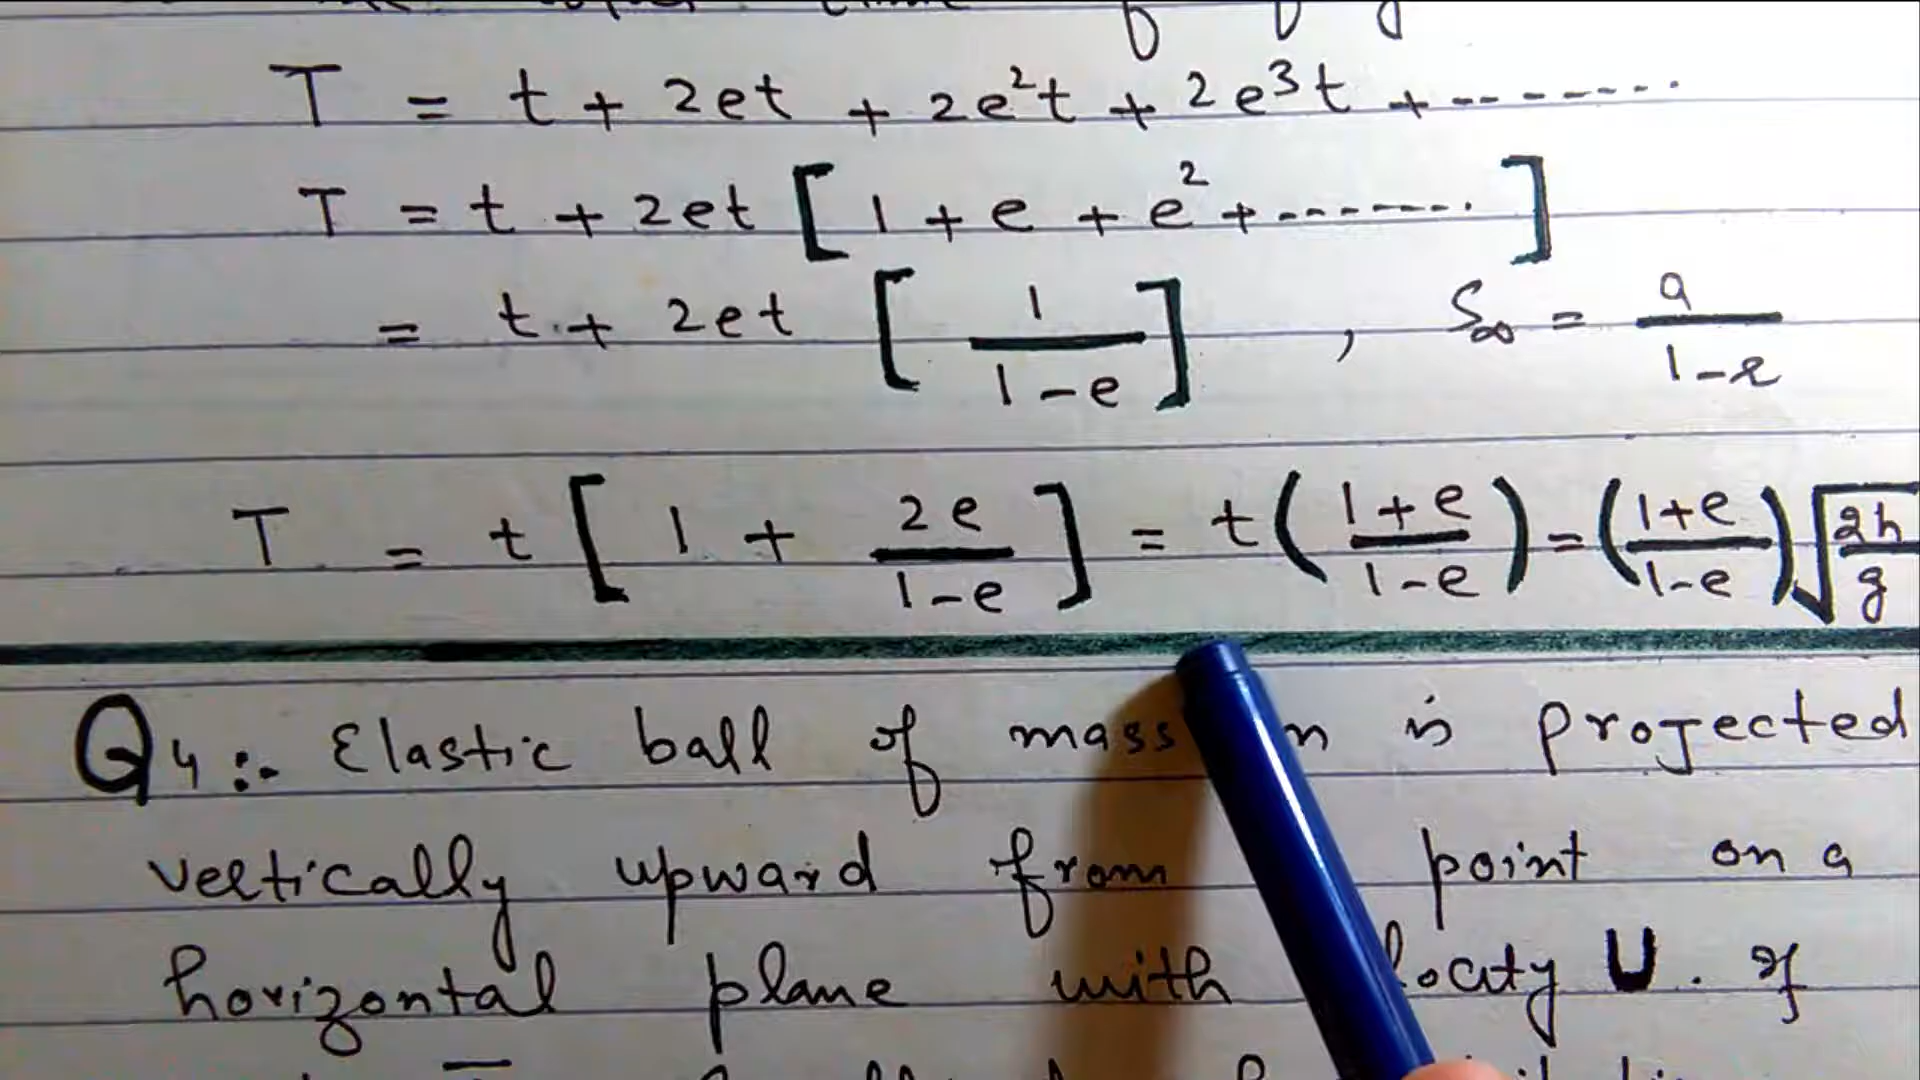 T = t + 2et + 2e²t + 2e³t + --------
T = t + 2et [ 1 + e + e² + ------- ]
= t + 2et [ 1 / 1-e ] , S∞ = a / 1-r
T = t [ 1 + 2e / 1-e ] = t ( 1+e / 1-e ) = ( 1+e / 1-e ) √ 2h / g
Q4:- Elastic ball of mass is projected
vertically upward from point on a
horizontal plane with U. If